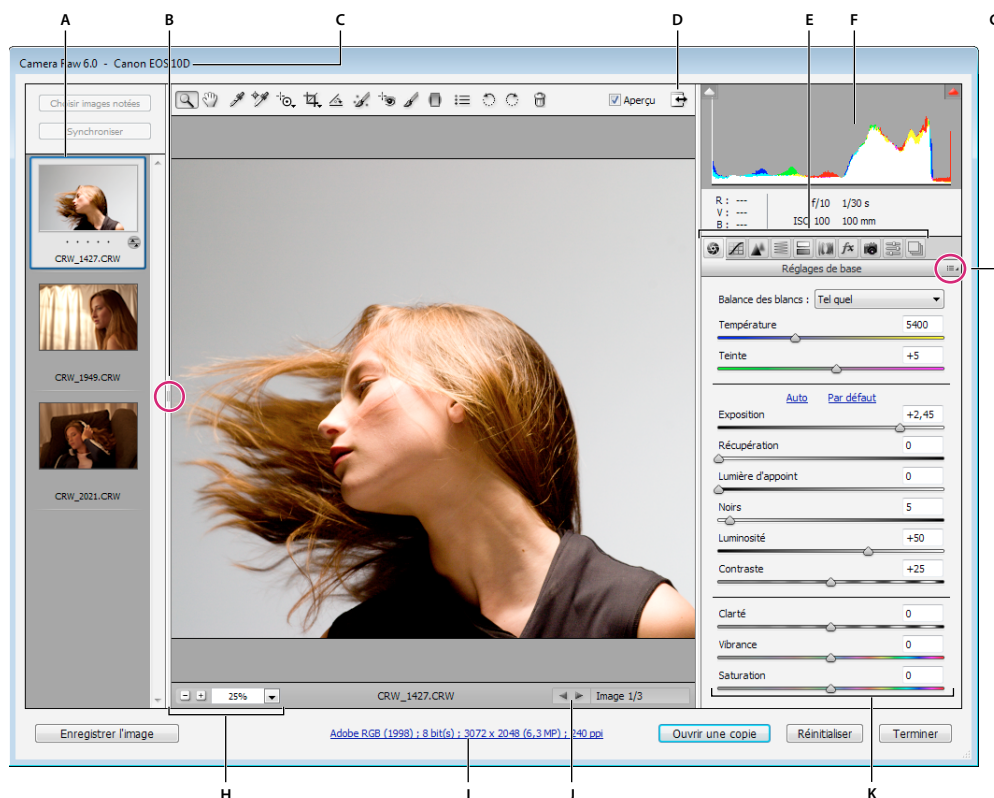 A B C D E F G
Camera Raw 6.0 - Canon EOS 10D
Choisir images notées
Synchroniser
CRW_1427.CRW
CRW_1949.CRW
CRW_2021.CRW
Aperçu
R : ---
V : ---
B : ---
f/10 1/30 s
ISO 100 100 mm
fx
Réglages de base
Balance des blancs : Tel quel
Température 5400
Teinte +5
Auto Par défaut
Exposition +2,45
Récupération 0
Lumière d'appoint 0
Noirs 5
Luminosité +50
Contraste +25
Clarté 0
Vibrance 0
Saturation 0
25% CRW_1427.CRW Image 1/3
Enregistrer l'image
Adobe RGB (1998) ; 8 bit(s) ; 3072 x 2048 (6,3 MP) ; 240 ppi
Ouvrir une copie Réinitialiser Terminer
H I J K